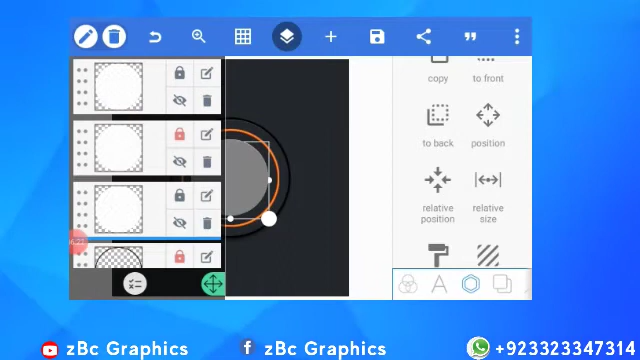 copy
to front
to back
position
relative
position
relative
size
zBc Graphics
zBc Graphics
+923323347314